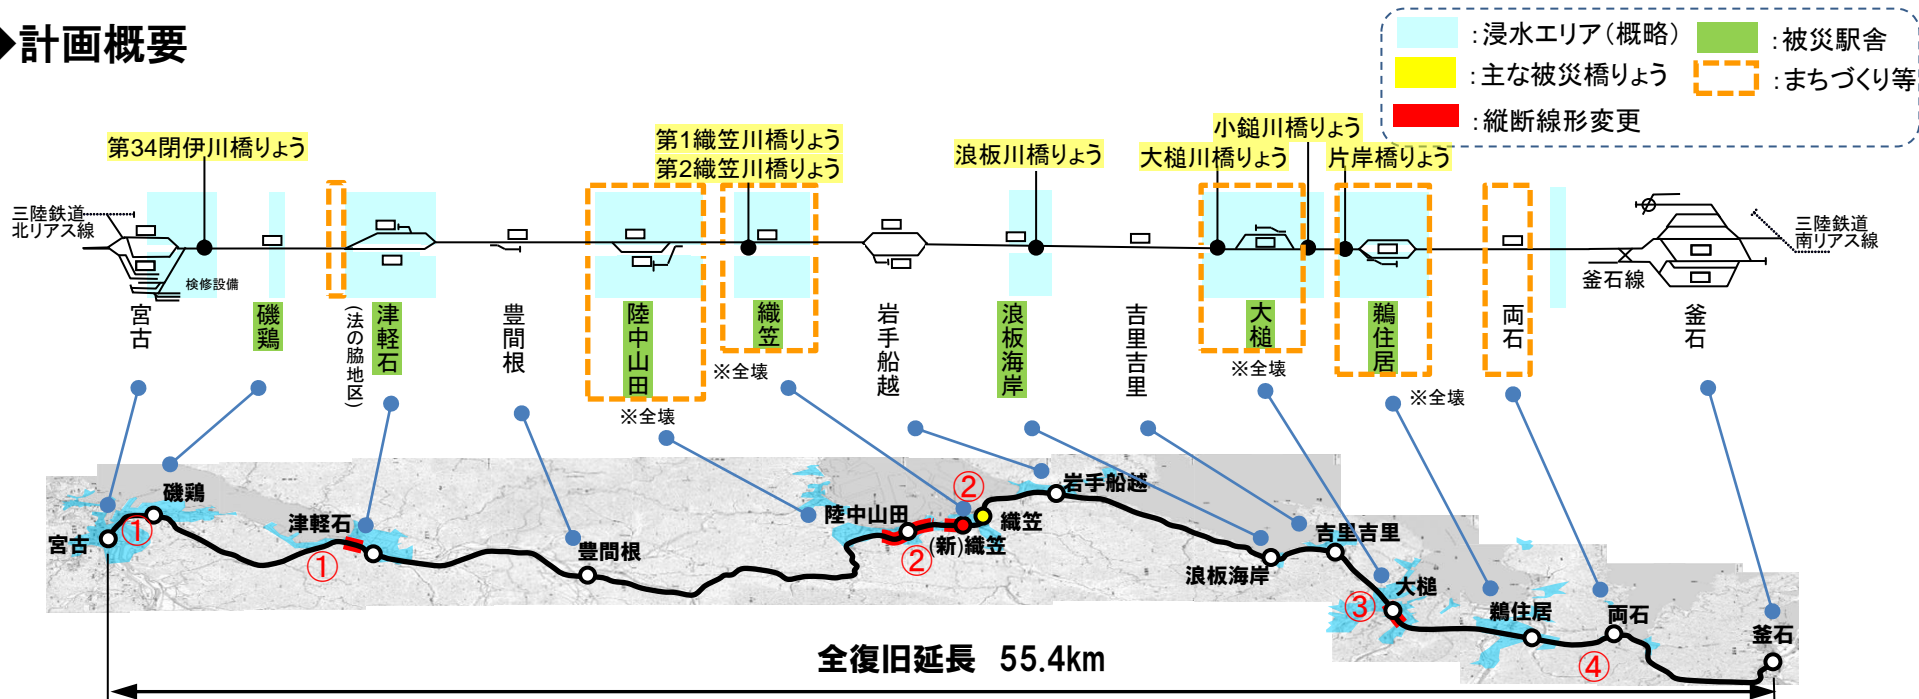 ◆計画概要
：浸水エリア（概略）
：被災駅舎
：主な被災橋りょう
：まちづくり等
：縦断線形変更
第34閉伊川橋りょう
第1織笠川橋りょう
第2織笠川橋りょう
浪板川橋りょう
小鎚川橋りょう
大槌川橋りょう
片岸橋りょう
三陸鉄道
北リアス線
検修設備
三陸鉄道
南リアス線
釜石線
宮古
磯鶏
(法の脇地区)
津軽石
豊間根
陸中山田
※全壊
織笠
※全壊
岩手船越
浪板海岸
吉里吉里
大槌
※全壊
鵜住居
※全壊
両石
釜石
宮古
①
磯鶏
津軽石
①
豊間根
陸中山田
②
②
(新)織笠
織笠
岩手船越
浪板海岸
吉里吉里
③
大槌
鵜住居
④
両石
釜石
全復旧延長 55.4km